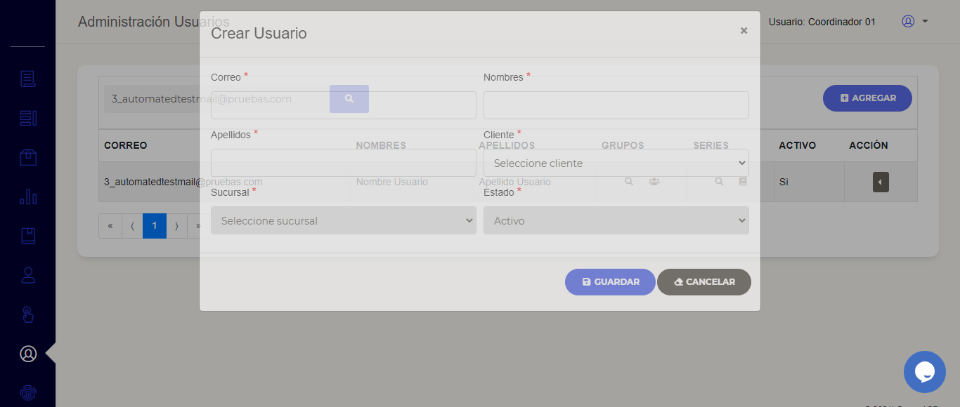 Administración Usuarios
Usuario: Coordinador 01
Crear Usuario
×
Correo *
Nombres *
3_automatedtestmail@pruebas.com
AGREGAR
Apellidos *
Cliente *
CORREO
NOMBRES
APELLIDOS
GRUPOS
SERIES
ACTIVO
ACCIÓN
Seleccione cliente
3_automatedtestmail@pruebas.com
Nombre Usuario
Apellido Usuario
Si
Sucursal *
Estado *
Seleccione sucursal
Activo
« ⟨ 1 ⟩ »
GUARDAR
CANCELAR